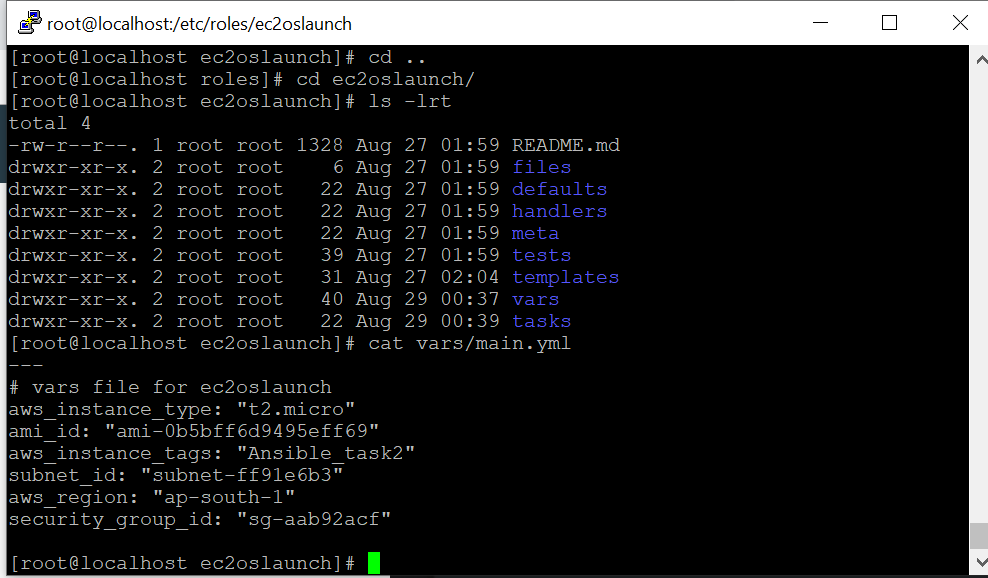 root@localhost:/etc/roles/ec2oslaunch
[root@localhost ec2oslaunch]# cd ..
[root@localhost roles]# cd ec2oslaunch/
[root@localhost ec2oslaunch]# ls -lrt
total 4
-rw-r--r--. 1 root root 1328 Aug 27 01:59 README.md
drwxr-xr-x. 2 root root    6 Aug 27 01:59 files
drwxr-xr-x. 2 root root   22 Aug 27 01:59 defaults
drwxr-xr-x. 2 root root   22 Aug 27 01:59 handlers
drwxr-xr-x. 2 root root   22 Aug 27 01:59 meta
drwxr-xr-x. 2 root root   39 Aug 27 01:59 tests
drwxr-xr-x. 2 root root   31 Aug 27 02:04 templates
drwxr-xr-x. 2 root root   40 Aug 29 00:37 vars
drwxr-xr-x. 2 root root   22 Aug 29 00:39 tasks
[root@localhost ec2oslaunch]# cat vars/main.yml
---
# vars file for ec2oslaunch
aws_instance_type: "t2.micro"
ami_id: "ami-0b5bff6d9495eff69"
aws_instance_tags: "Ansible_task2"
subnet_id: "subnet-ff91e6b3"
aws_region: "ap-south-1"
security_group_id: "sg-aab92acf"
[root@localhost ec2oslaunch]#